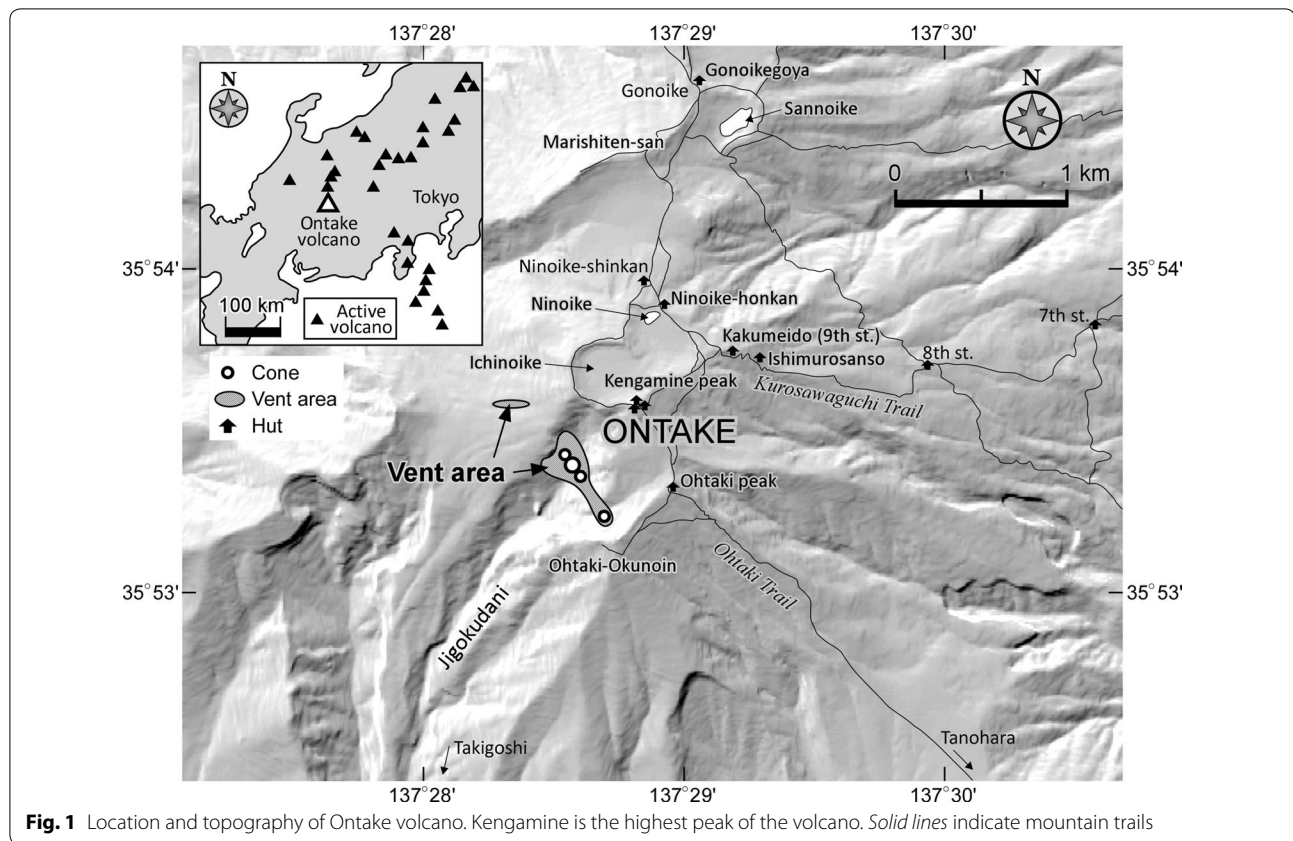 137°28'
137°29'
137°30'
N
Tokyo
Ontake
volcano
100 km
Active
volcano
Cone
Vent area
Hut
Gonoikegoya
Gonoike
Sannoike
Marishiten-san
N
0
1 km
35°54'
35°54'
Ninoike-shinkan
Ninoike-honkan
Ninoike
7th st.
Kakumeido (9th st.)
Ishimurosanso
8th st.
Ichinoike
Kengamine peak
Kurosawaguchi Trail
ONTAKE
Vent area
Ohtaki peak
Ohtaki-Okunoin
Ohtaki Trail
35°53'
35°53'
Jigokudani
Takigoshi
Tanohara
137°28'
137°29'
137°30'
Fig. 1 Location and topography of Ontake volcano. Kengamine is the highest peak of the volcano. Solid lines indicate mountain trails